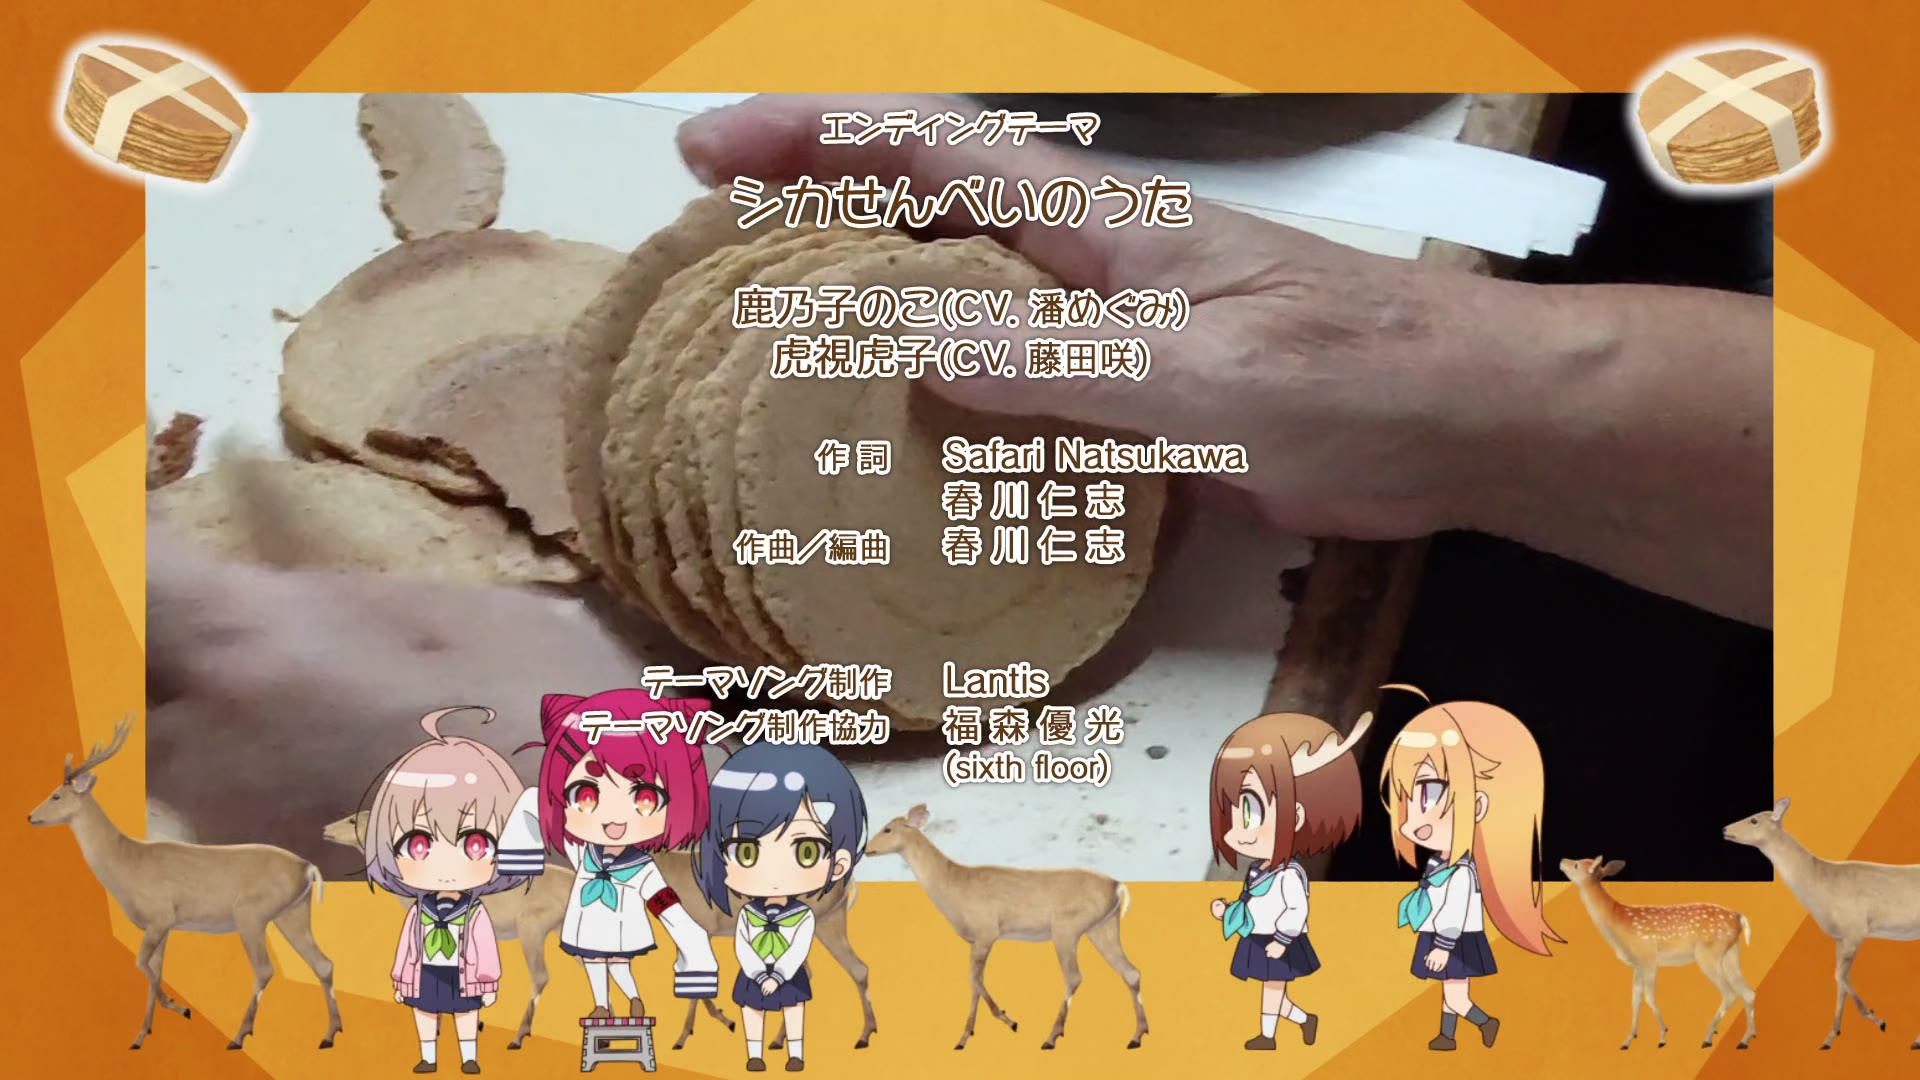 エンディングテーマ
シカせんべいのうた
鹿乃子のこ(CV. 潘めぐみ)
虎視虎子(CV. 藤田咲)
作詞 Safari Natsukawa
春川仁志
作曲／編曲 春川仁志
テーマソング制作 Lantis
テーマソング制作協力 福森優光
(sixth floor)